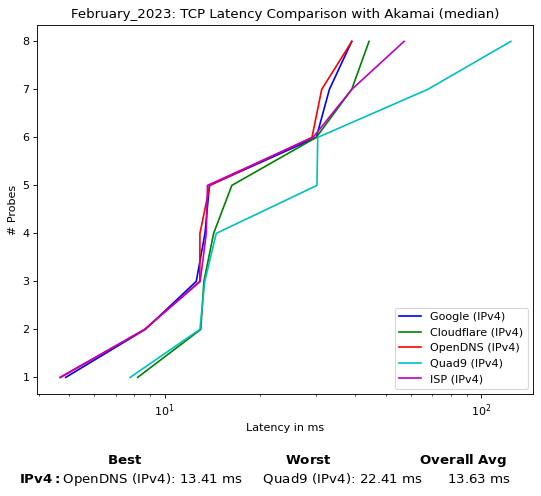 February_2023: TCP Latency Comparison with Akamai (median)
# Probes
8
7
6
5
4
3
2
1
Google (IPv4)
Cloudflare (IPv4)
OpenDNS (IPv4)
Quad9 (IPv4)
ISP (IPv4)
10¹ 10²
Latency in ms
Best Worst Overall Avg
IPv4: OpenDNS (IPv4): 13.41 ms Quad9 (IPv4): 22.41 ms 13.63 ms